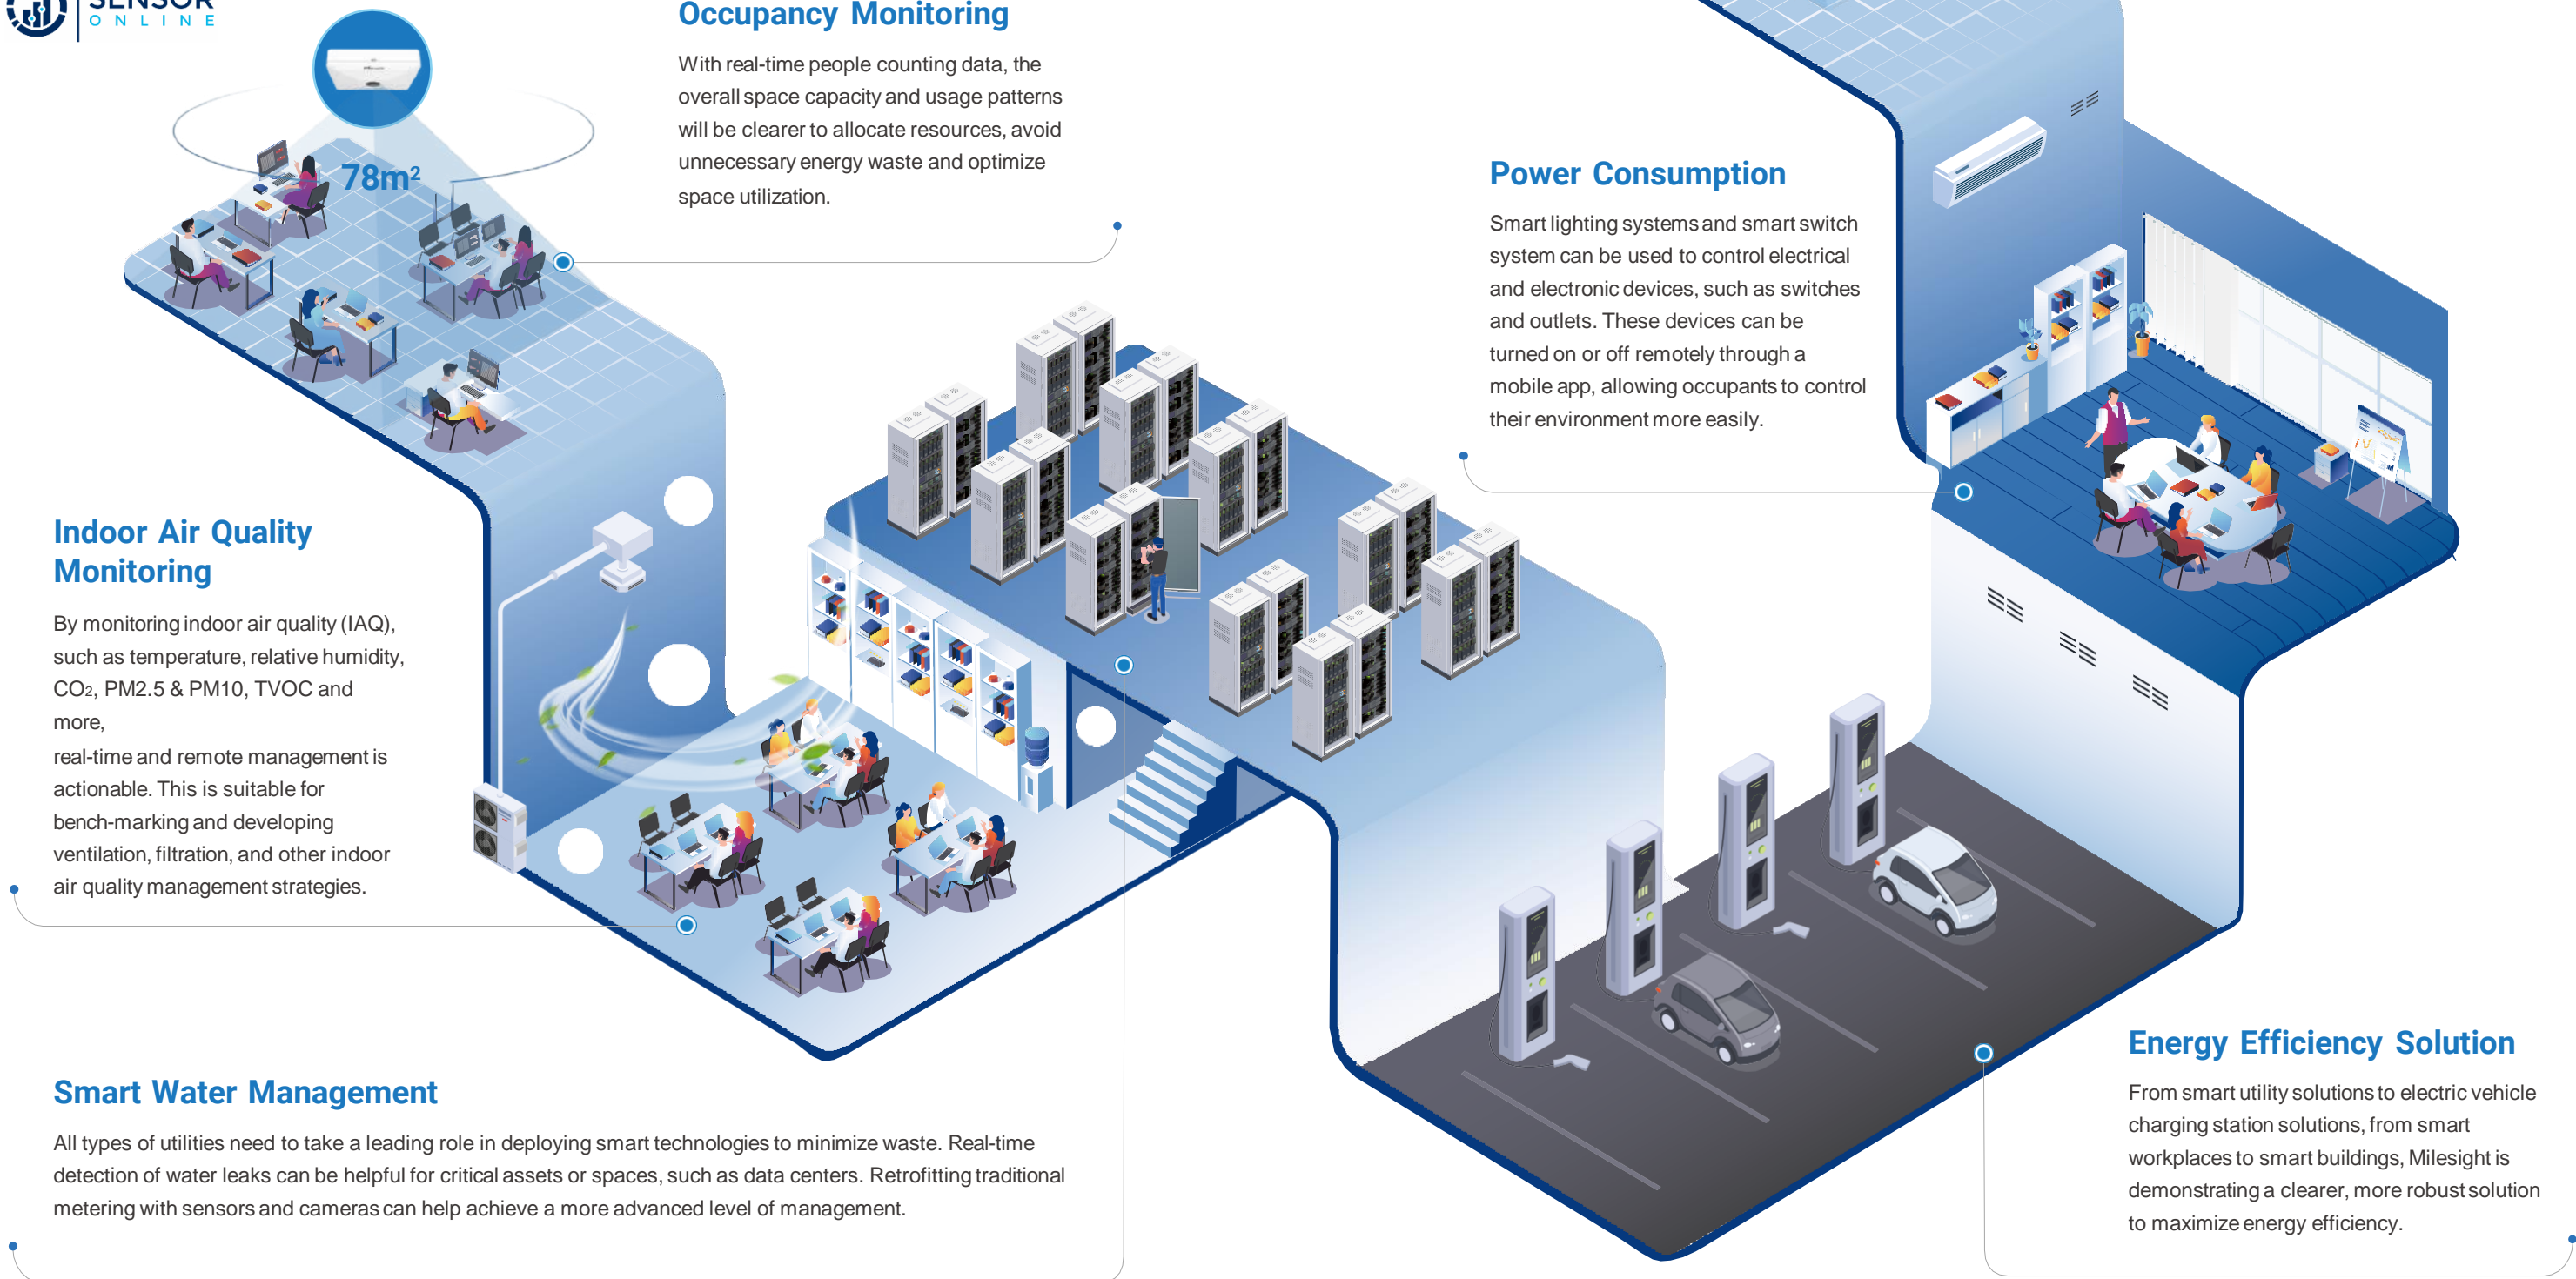 SENSOR
ONLINE
78m²
Occupancy Monitoring
With real-time people counting data, the
overall space capacity and usage patterns
will be clearer to allocate resources, avoid
unnecessary energy waste and optimize
space utilization.
Power Consumption
Smart lighting systems and smart switch
system can be used to control electrical
and electronic devices, such as switches
and outlets. These devices can be
turned on or off remotely through a
mobile app, allowing occupants to control
their environment more easily.
Indoor Air Quality
Monitoring
By monitoring indoor air quality (IAQ),
such as temperature, relative humidity,
CO₂, PM2.5 & PM10, TVOC and
more,
real-time and remote management is
actionable. This is suitable for
bench-marking and developing
ventilation, filtration, and other indoor
air quality management strategies.
Smart Water Management
All types of utilities need to take a leading role in deploying smart technologies to minimize waste. Real-time
detection of water leaks can be helpful for critical assets or spaces, such as data centers. Retrofitting traditional
metering with sensors and cameras can help achieve a more advanced level of management.
Energy Efficiency Solution
From smart utility solutions to electric vehicle
charging station solutions, from smart
workplaces to smart buildings, Milesight is
demonstrating a clearer, more robust solution
to maximize energy efficiency.